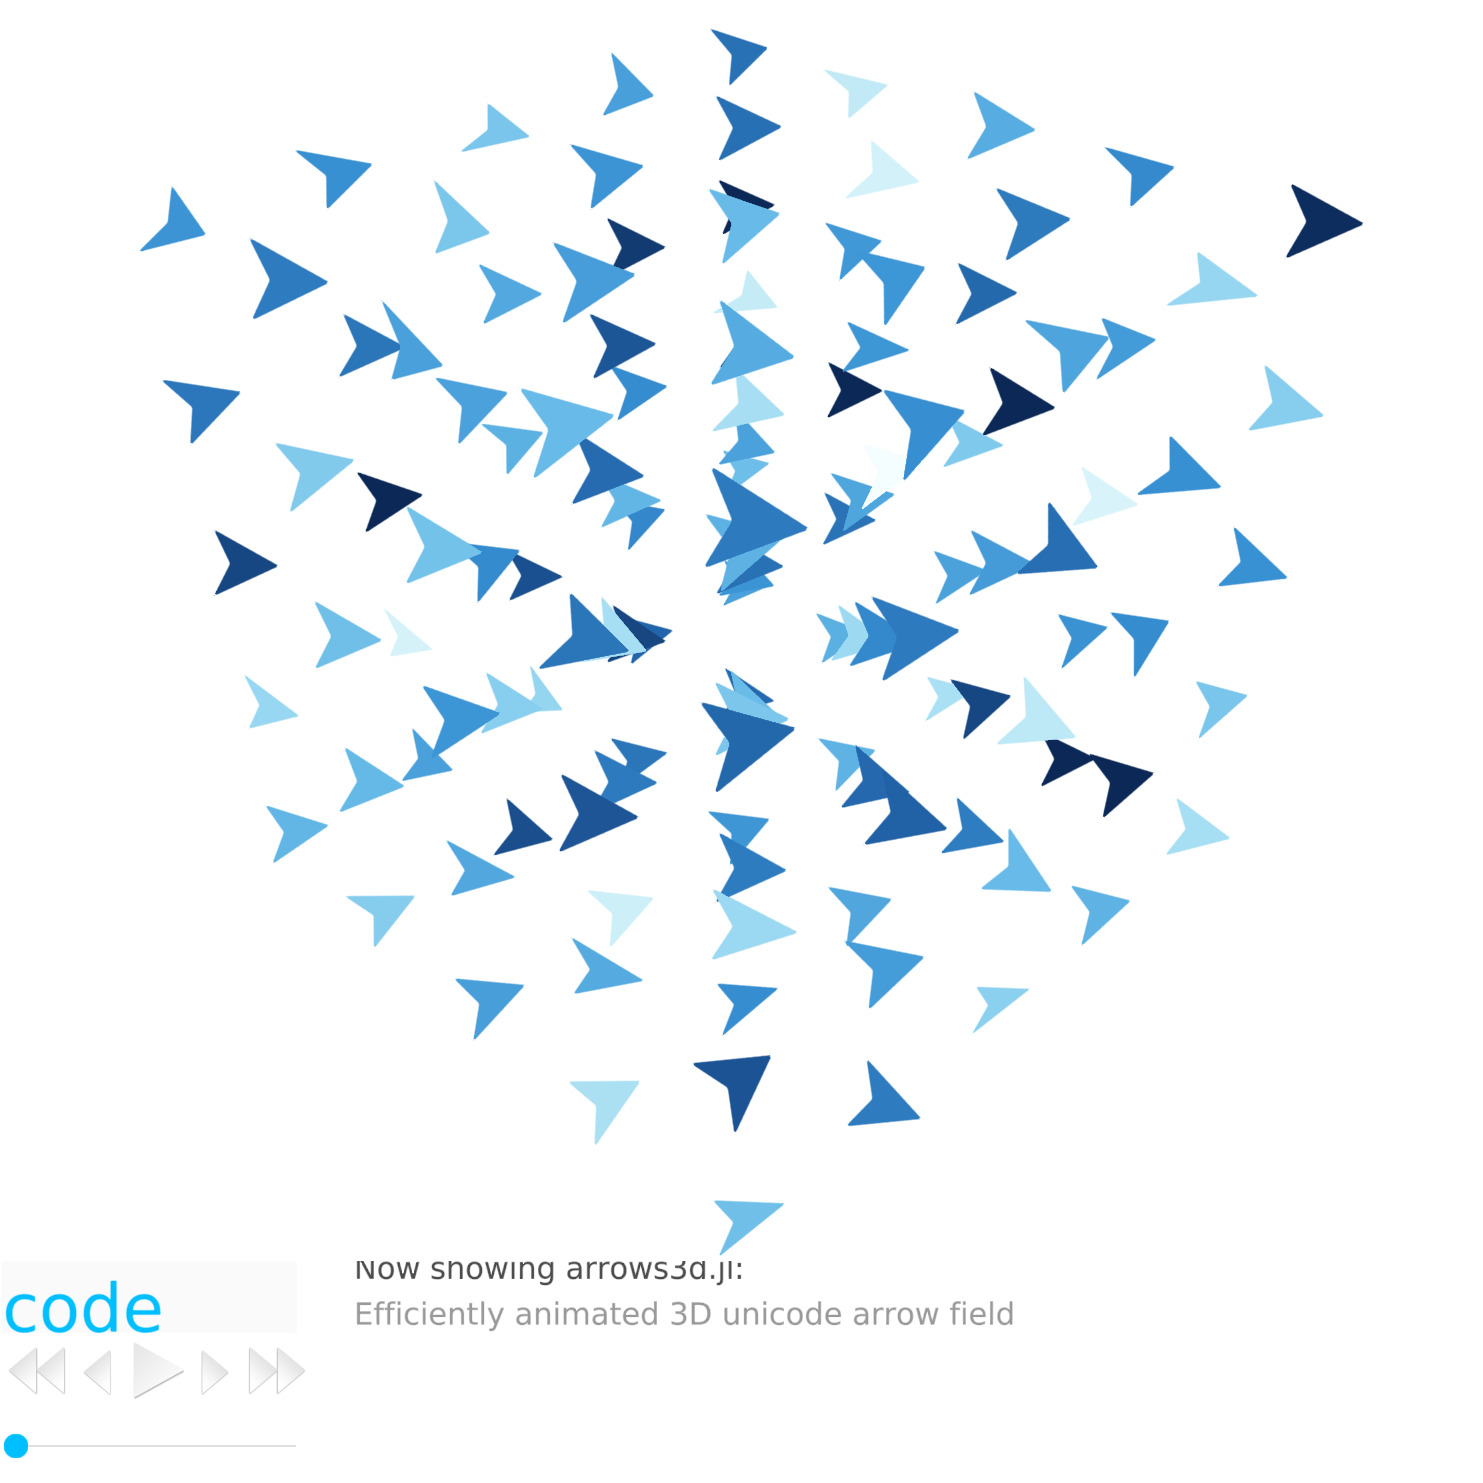 Now showing arrows3d.jl:
code
Efficiently animated 3D unicode arrow field